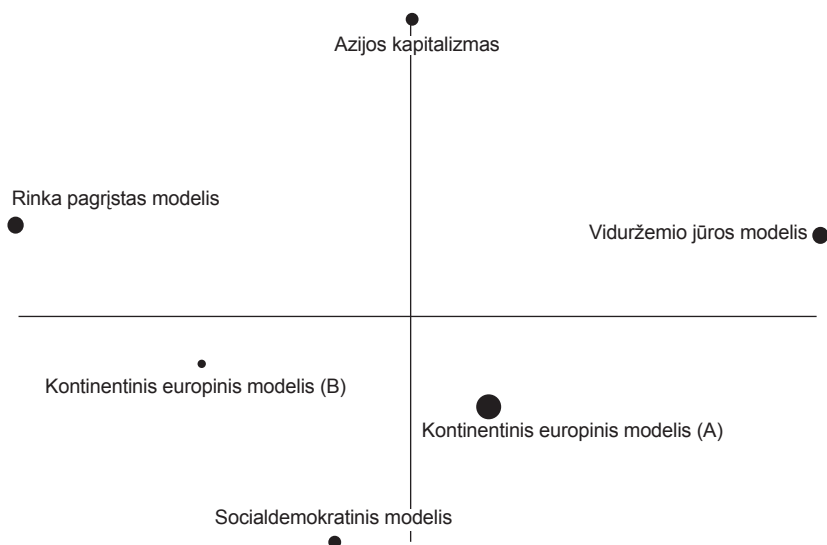 Azijos kapitalizmas
Rinka pagrįstas modelis
Viduržemio jūros modelis
Kontinentinis europinis modelis (B)
Kontinentinis europinis modelis (A)
Socialdemokratinis modelis